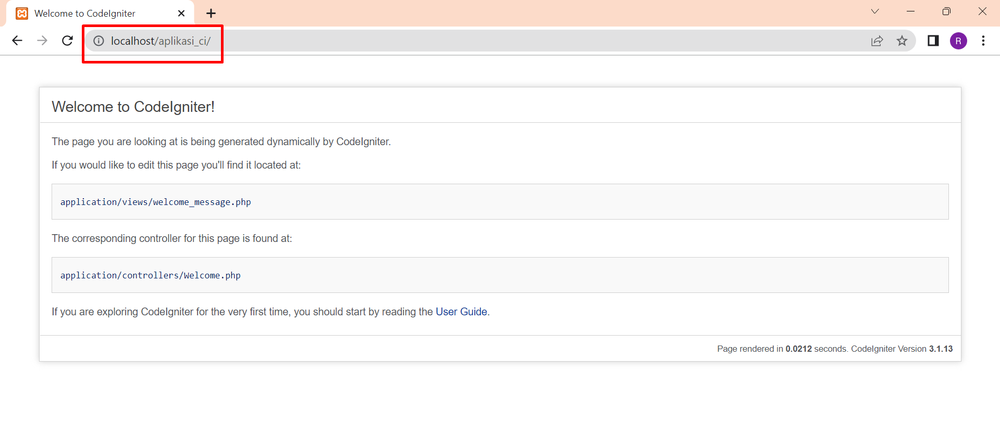 Welcome to CodeIgniter
localhost/aplikasi_ci/
R
Welcome to CodeIgniter!
The page you are looking at is being generated dynamically by CodeIgniter.
If you would like to edit this page you'll find it located at:
application/views/welcome_message.php
The corresponding controller for this page is found at:
application/controllers/Welcome.php
If you are exploring CodeIgniter for the very first time, you should start by reading the User Guide.
Page rendered in 0.0212 seconds. CodeIgniter Version 3.1.13